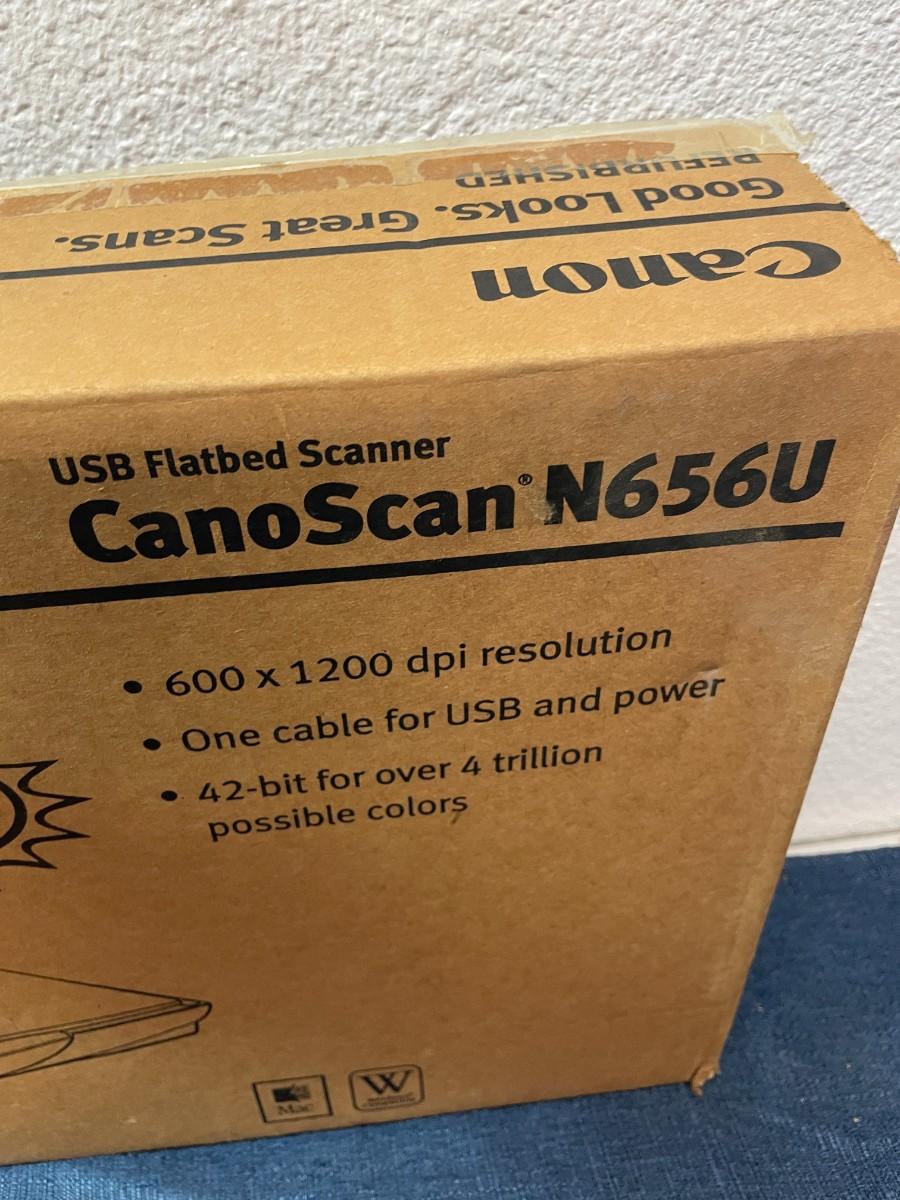 REFURBISHED
Good Looks. Great Scans.
Canon
USB Flatbed Scanner
CanoScan® N656U
• 600 x 1200 dpi resolution
• One cable for USB and power
• 42-bit for over 4 trillion
possible colors
Mac
W